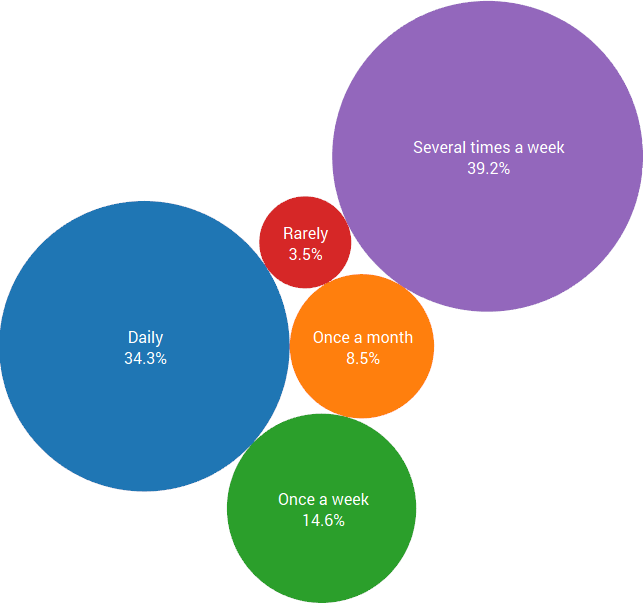 Several times a week
39.2%
Rarely
3.5%
Daily
34.3%
Once a month
8.5%
Once a week
14.6%